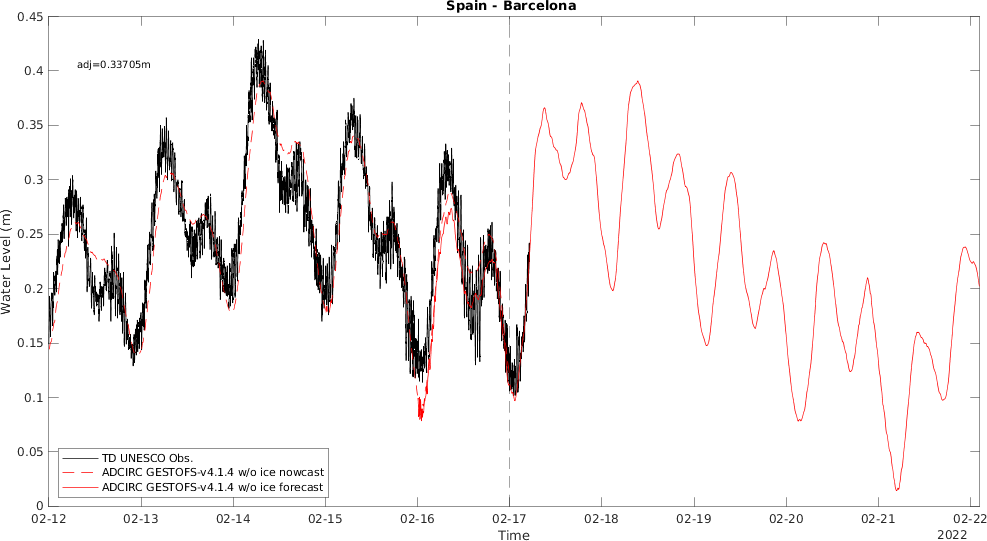 Spain - Barcelona
0.45
adj=0.33705m
0.4
0.35
0.3
0.25
0.2
0.15
0.1
0.05
0
Water Level (m)
TD UNESCO Obs.
ADCIRC GESTOFS-v4.1.4 w/o ice nowcast
ADCIRC GESTOFS-v4.1.4 w/o ice forecast
02-12 02-13 02-14 02-15 02-16 02-17 02-18 02-19 02-20 02-21 02-22
Time
2022